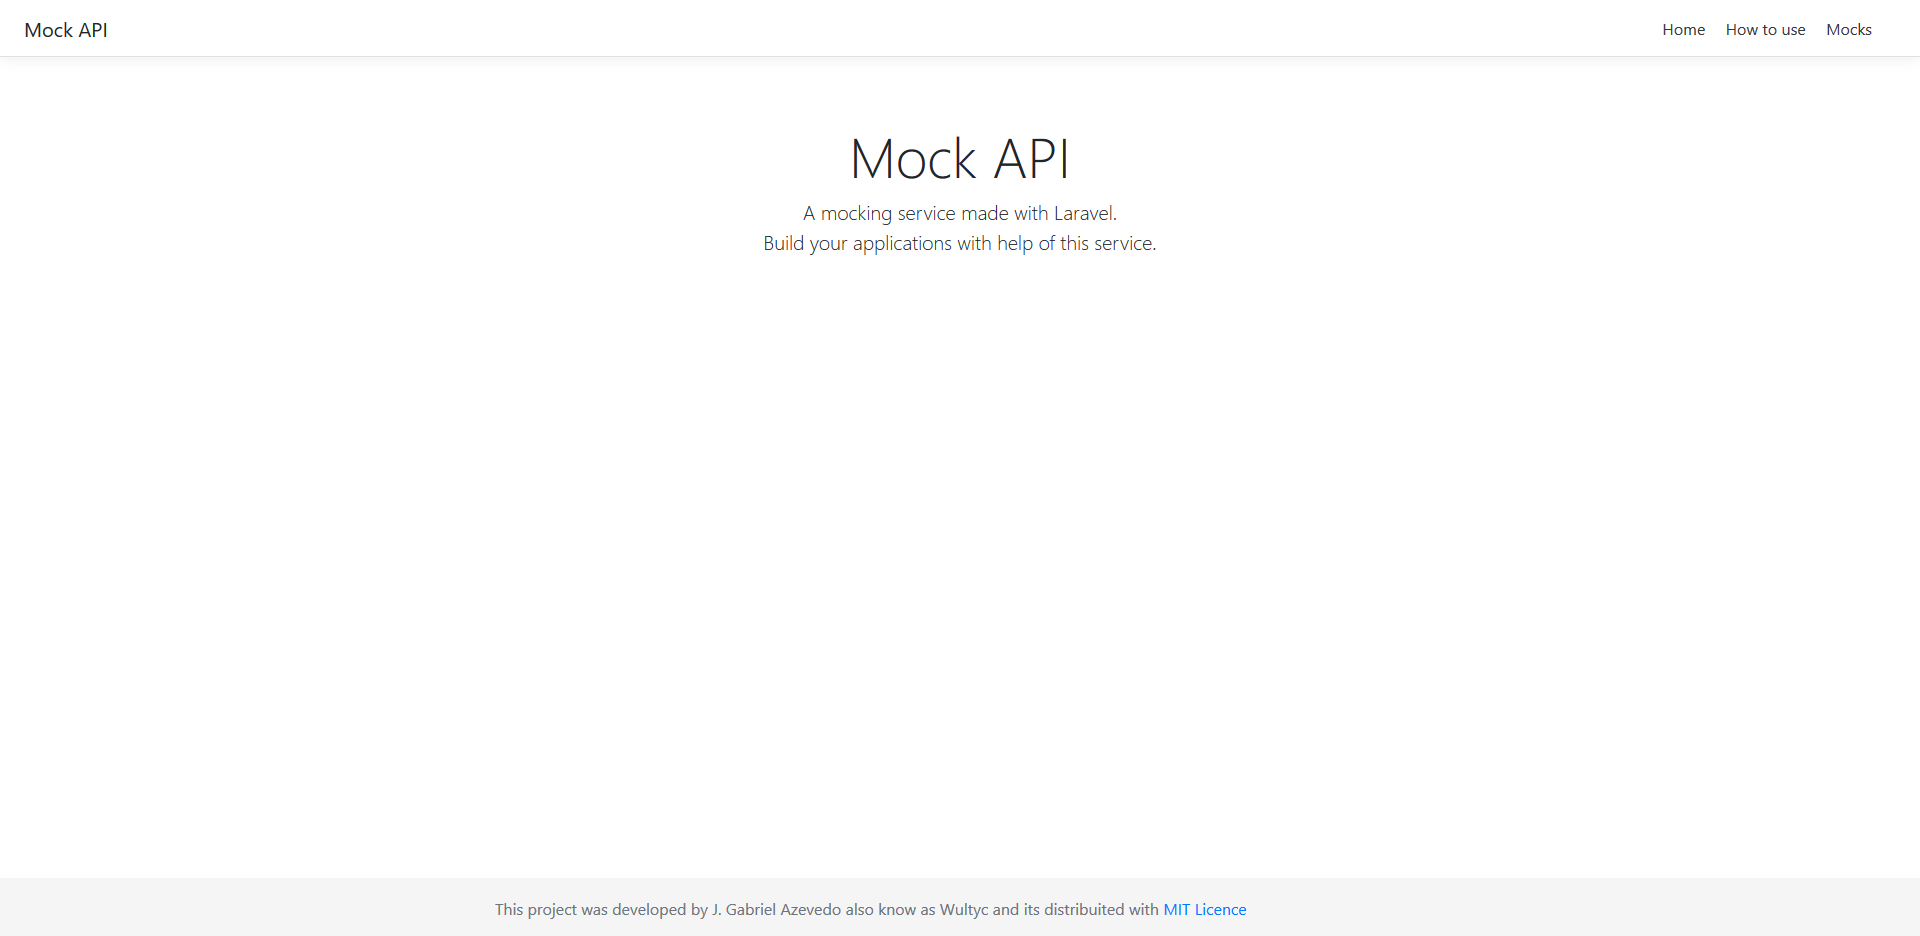 Mock API
Home How to use Mocks
Mock API
A mocking service made with Laravel.
Build your applications with help of this service.
This project was developed by J. Gabriel Azevedo also know as Wultyc and its distribuited with MIT Licence